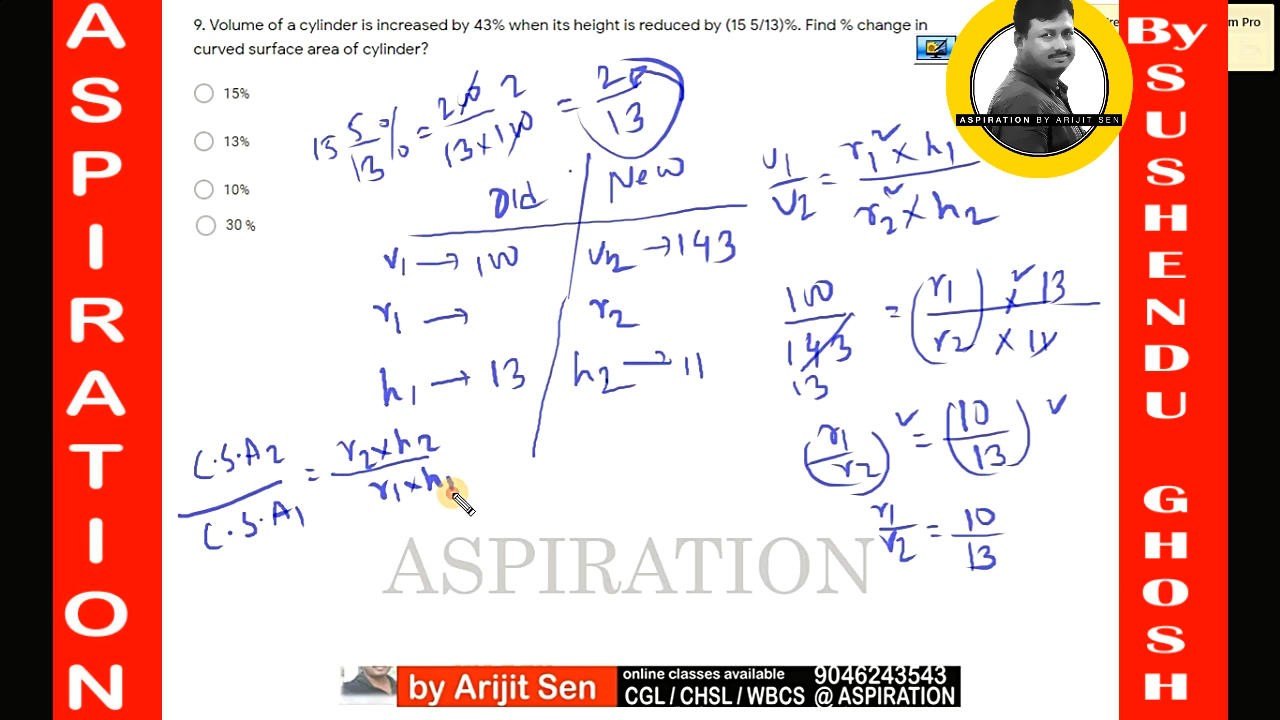 ASPIRATION
9. Volume of a cylinder is increased by 43% when its height is reduced by (15 5/13)%. Find % change in
curved surface area of cylinder?
15%
13%
10%
30 %
15 5/13 % = 200 2 / 13 × 100 = 2 / 13
Old New
V1 → 100 V2 → 143
r1 → r2
h1 → 13 h2 → 11
C.S.A2 / C.S.A1 = r2 × h2 / r1 × h1
V1 / V2 = r1² × h1 / r2² × h2
100 / 143 = (r1 / r2)² × 13 / × 11
13
(r1 / r2)² = (10 / 13)²
r1 / r2 = 10 / 13
ASPIRATION
ASPIRATION BY ARIJIT SEN
m Pro
By
SUSHENDU
GHOSH
by Arijit Sen
online classes available 9046243543
CGL / CHSL / WBCS @ ASPIRATION